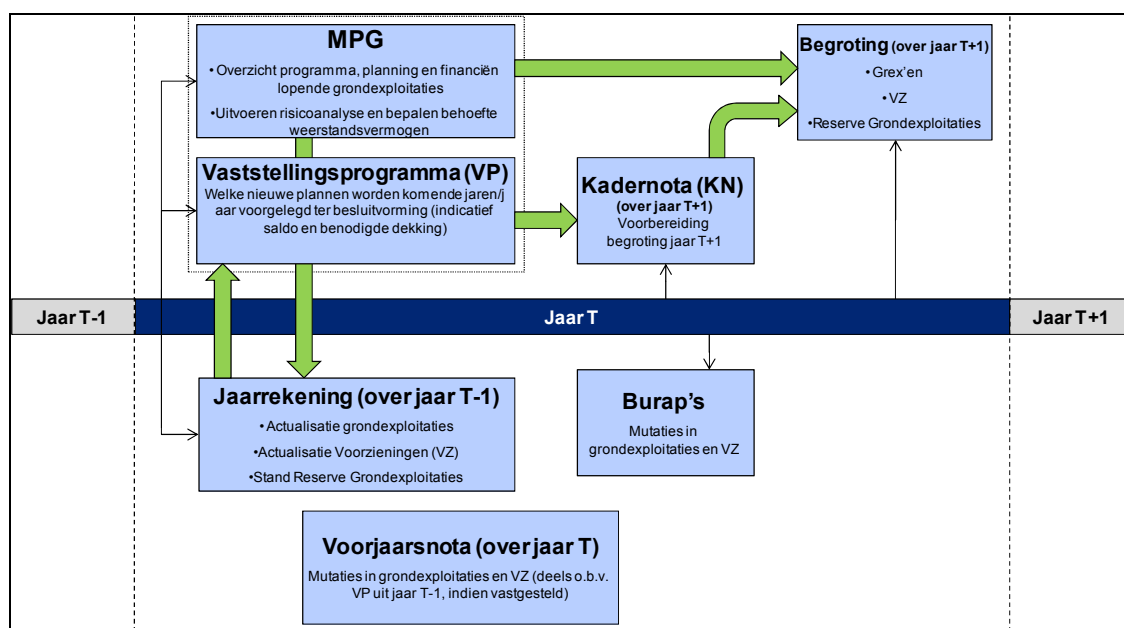 MPG
•Overzicht programma, planning en financiën
lopende grondexploitaties
•Uitvoeren risicoanalyse en bepalen behoefte
weerstandsvermogen
Begroting (over jaar T+1)
•Grex'en
•VZ
•Reserve Grondexploitaties
Vaststellingsprogramma (VP)
Welke nieuwe plannen worden komende jaren/j
aar voorgelegd ter besluitvorming (indicatief
saldo en benodigde dekking)
Kadernota (KN)
(over jaar T+1)
Voorbereiding
begroting jaar T+1
Jaar T-1
Jaar T
Jaar T+1
Jaarrekening (over jaar T-1)
•Actualisatie grondexploitaties
•Actualisatie Voorzieningen (VZ)
•Stand Reserve Grondexploitaties
Burap's
Mutaties in
grondexploitaties en VZ
Voorjaarsnota (over jaar T)
Mutaties in grondexploitaties en VZ (deels o.b.v.
VP uit jaar T-1, indien vastgesteld)